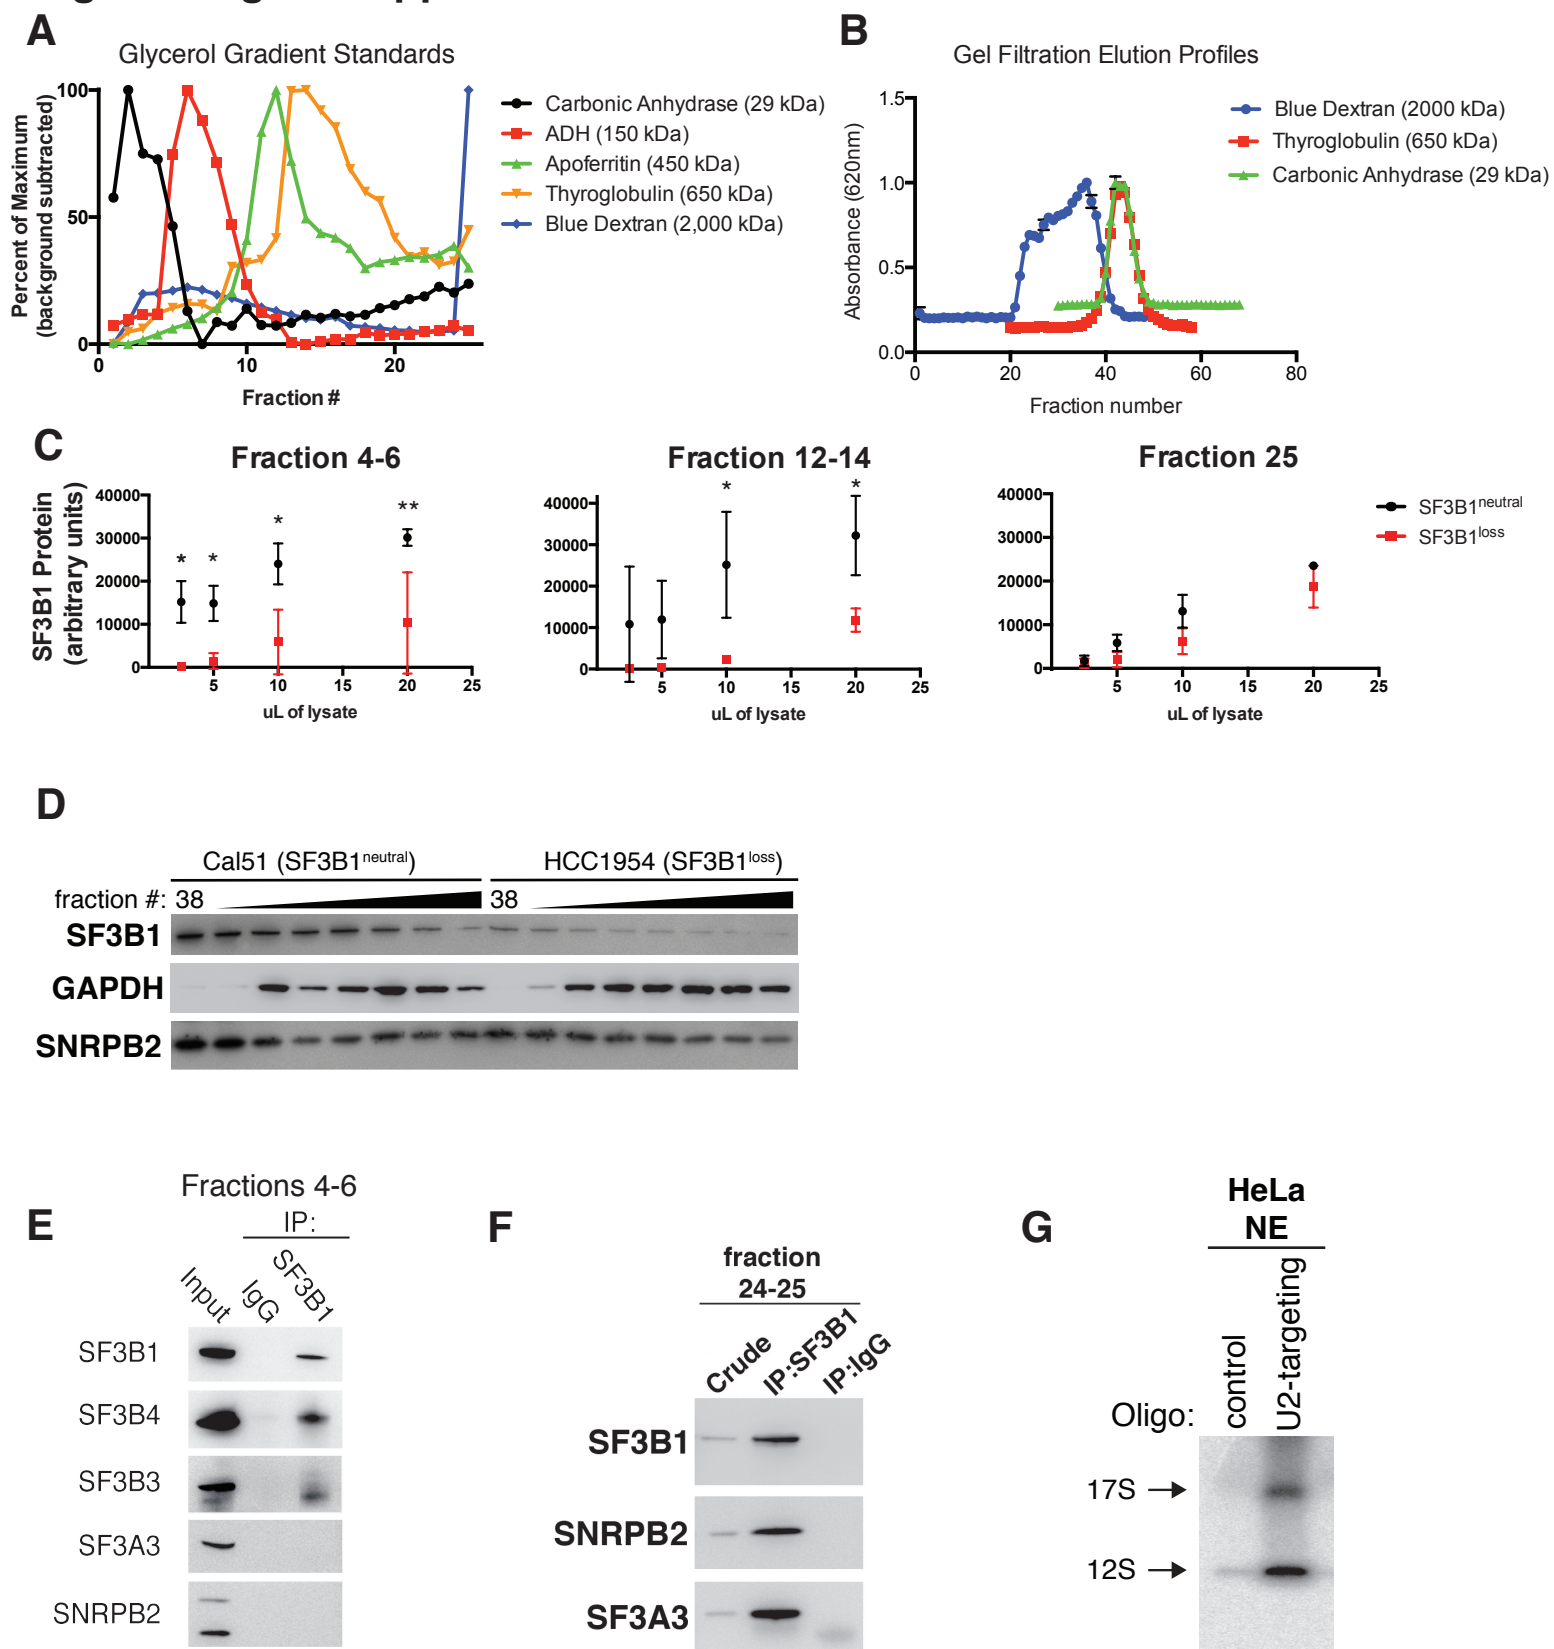 A
Glycerol Gradient Standards
Percent of Maximum
(background subtracted)
100
50
0
0
10
20
Fraction #
Carbonic Anhydrase (29 kDa)
ADH (150 kDa)
Apoferritin (450 kDa)
Thyroglobulin (650 kDa)
Blue Dextran (2,000 kDa)
B
Gel Filtration Elution Profiles
Absorbance (620nm)
1.5
1.0
0.5
0.0
0
20
40
60
80
Fraction number
Blue Dextran (2000 kDa)
Thyroglobulin (650 kDa)
Carbonic Anhydrase (29 kDa)
C
SF3B1 Protein
(arbitrary units)
Fraction 4-6
40000
30000
20000
10000
0
* * * **
5 10 15 20 25
uL of lysate
Fraction 12-14
40000
30000
20000
10000
0
* *
5 10 15 20 25
uL of lysate
Fraction 25
40000
30000
20000
10000
0
5 10 15 20 25
uL of lysate
SF3B1neutral
SF3B1loss
D
Cal51 (SF3B1neutral) HCC1954 (SF3B1loss)
fraction #: 38 38
SF3B1
GAPDH
SNRPB2
E
Fractions 4-6
IP:
Input IgG SF3B1
SF3B1
SF3B4
SF3B3
SF3A3
SNRPB2
F
fraction
24-25
Crude IP:SF3B1 IP:IgG
SF3B1
SNRPB2
SF3A3
G
HeLa
NE
Oligo: control U2-targeting
17S
12S